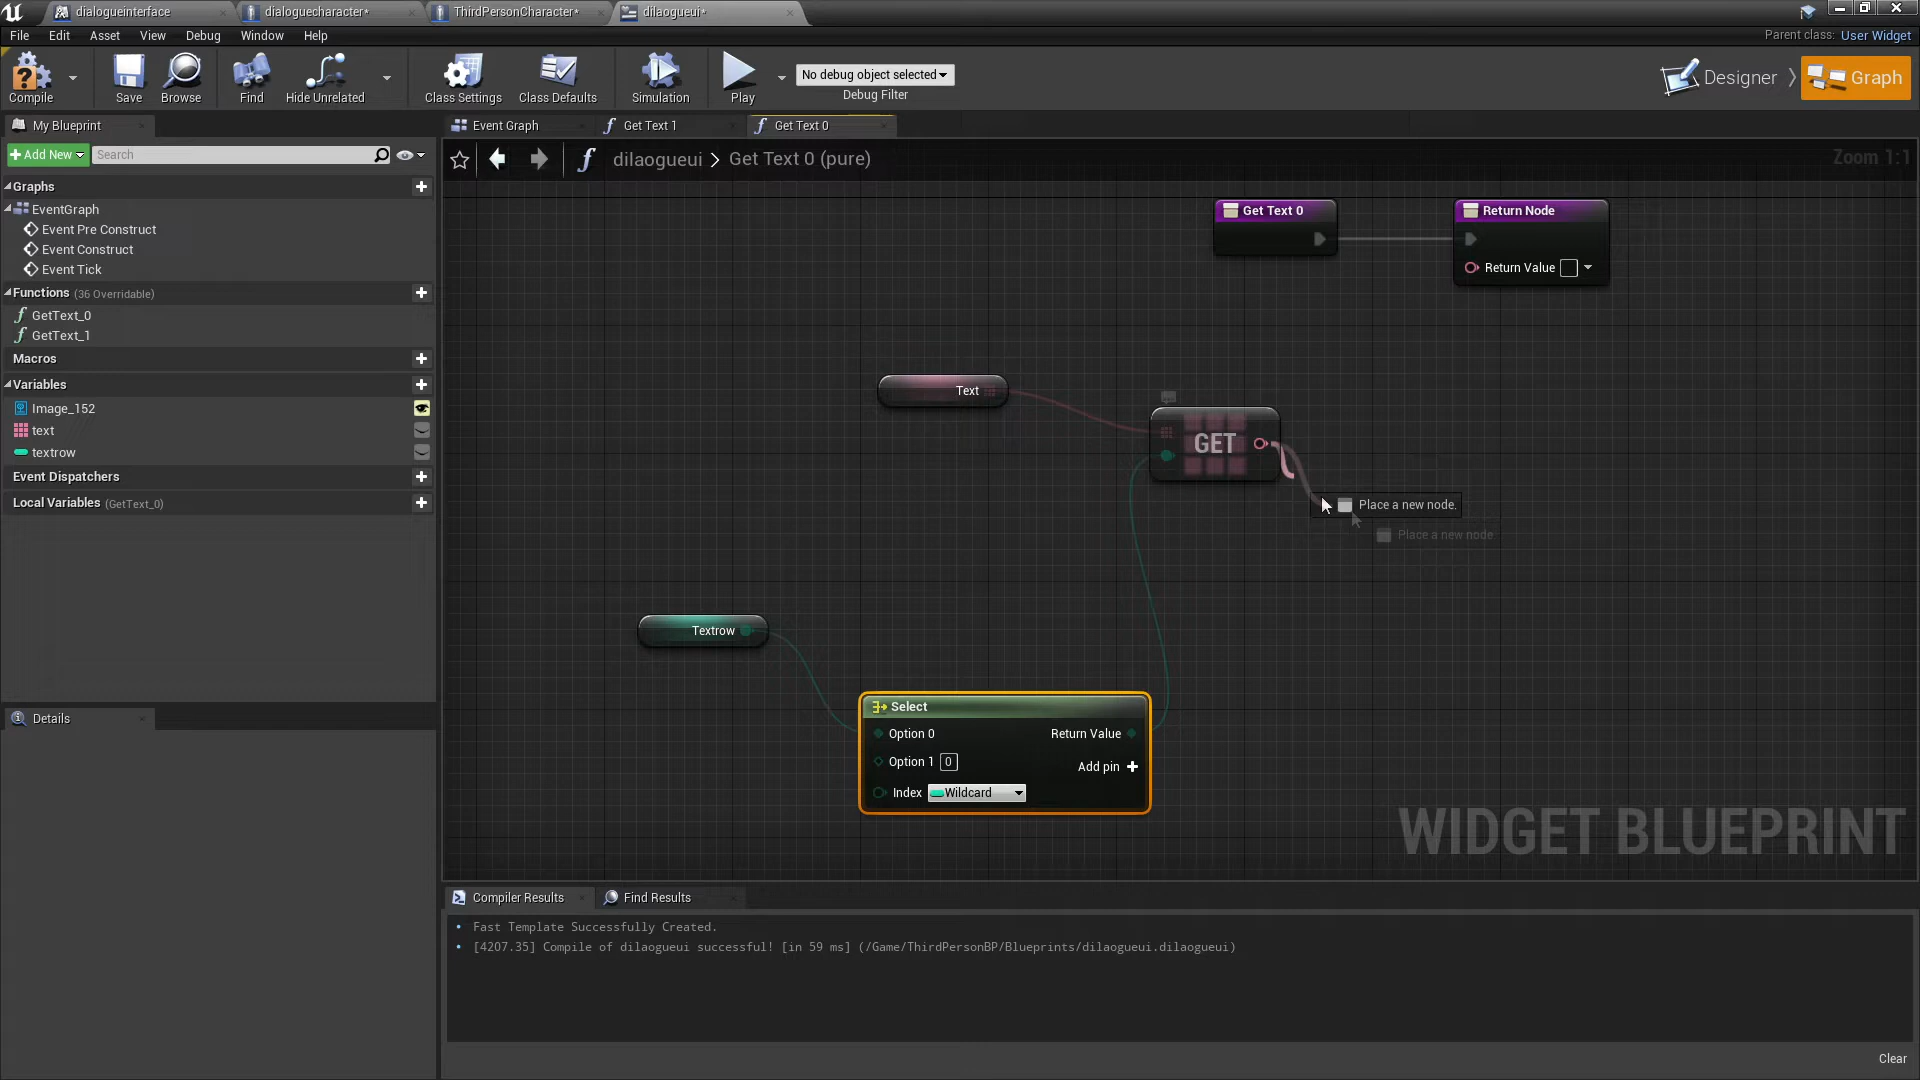 dialogueinterface
dialoguecharacter*
ThirdPersonCharacter*
dilaogueui*
File Edit Asset View Debug Window Help
Parent class: User Widget
Compile
Save
Browse
Find
Hide Unrelated
Class Settings
Class Defaults
Simulation
Play
No debug object selected
Debug Filter
Designer
Graph
My Blueprint
Event Graph
Get Text 1
Get Text 0
Add New
Search
dilaogueui > Get Text 0 (pure)
Zoom 1:1
Graphs
EventGraph
Event Pre Construct
Event Construct
Event Tick
Functions (36 Overridable)
GetText_0
GetText_1
Macros
Variables
Image_152
text
textrow
Event Dispatchers
Local Variables (GetText_0)
Details
Get Text 0
Return Node
Return Value
Text
GET
Place a new node.
Place a new node.
Textrow
Select
Option 0
Return Value
Option 1 0
Add pin
Index Wildcard
WIDGET BLUEPRINT
Compiler Results
Find Results
Fast Template Successfully Created.
[4207.35] Compile of dilaogueui successful! [in 59 ms] (/Game/ThirdPersonBP/Blueprints/dilaogueui.dilaogueui)
Clear